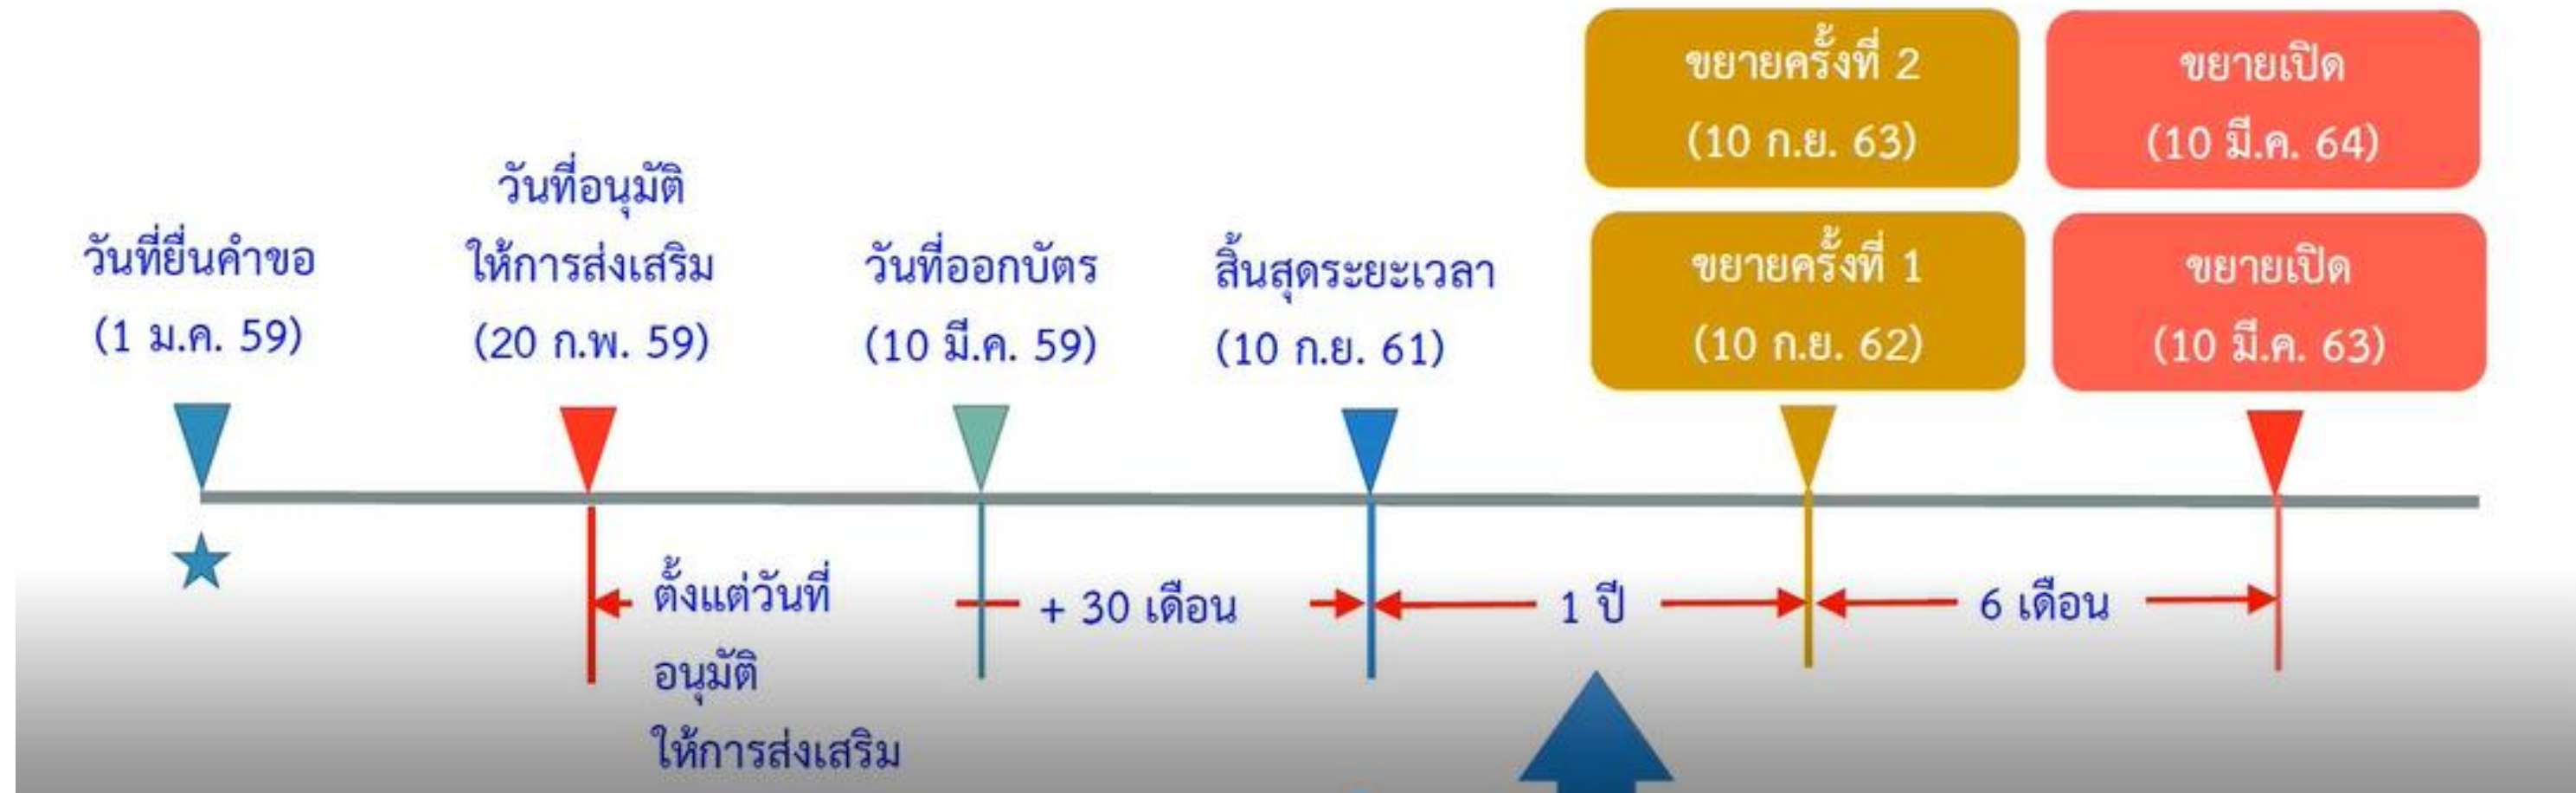 วันที่ยื่นคำขอ
(1 ม.ค. 59)
วันที่อนุมัติ
ให้การส่งเสริม
(20 ก.พ. 59)
วันที่ออกบัตร
(10 มี.ค. 59)
สิ้นสุดระยะเวลา
(10 ก.ย. 61)
ขยายครั้งที่ 2
(10 ก.ย. 63)
ขยายเปิด
(10 มี.ค. 64)
ขยายครั้งที่ 1
(10 ก.ย. 62)
ขยายเปิด
(10 มี.ค. 63)
ตั้งแต่วันที่
อนุมัติ
ให้การส่งเสริม
+ 30 เดือน
1 ปี
6 เดือน